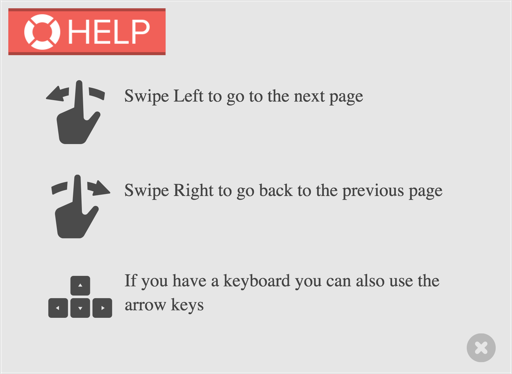 HELP
Swipe Left to go to the next page
Swipe Right to go back to the previous page
If you have a keyboard you can also use the
arrow keys